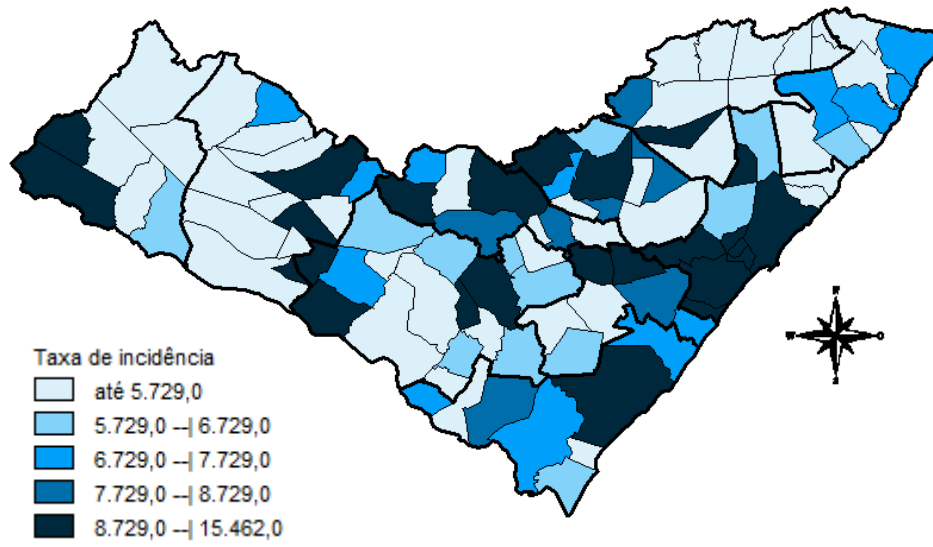 N
W
O
S
Taxa de incidência
até 5.729,0
5.729,0 --| 6.729,0
6.729,0 --| 7.729,0
7.729,0 --| 8.729,0
8.729,0 --| 15.462,0